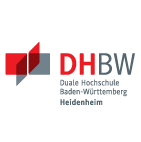 DHBW
Duale Hochschule
Baden-Württemberg
Heidenheim